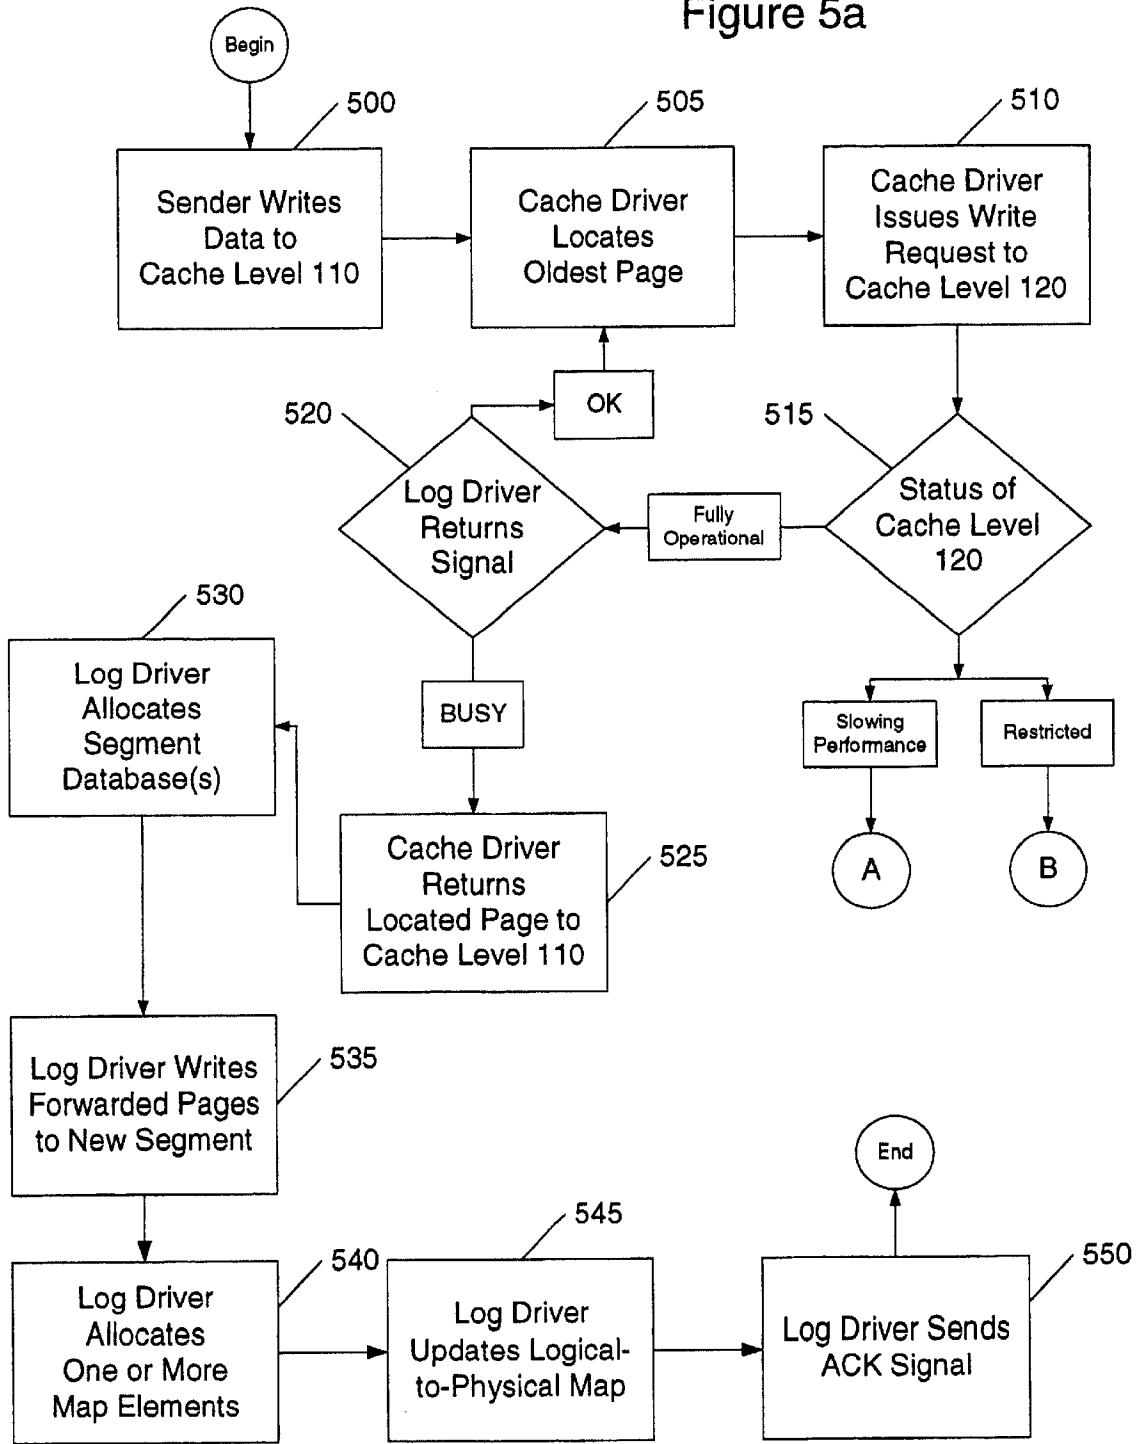 Figure 5a
Begin
500
505
510
Sender Writes
Data to
Cache Level 110
Cache Driver
Locates
Oldest Page
Cache Driver
Issues Write
Request to
Cache Level 120
OK
520
515
Log Driver
Returns
Signal
Fully
Operational
Status of
Cache Level
120
530
Log Driver
Allocates
Segment
Database(s)
BUSY
Slowing
Performance
Restricted
Cache Driver
Returns
Located Page to
Cache Level 110
525
A
B
Log Driver Writes
Forwarded Pages
to New Segment
535
End
545
540
550
Log Driver
Allocates
One or More
Map Elements
Log Driver
Updates Logical-
to-Physical Map
Log Driver Sends
ACK Signal